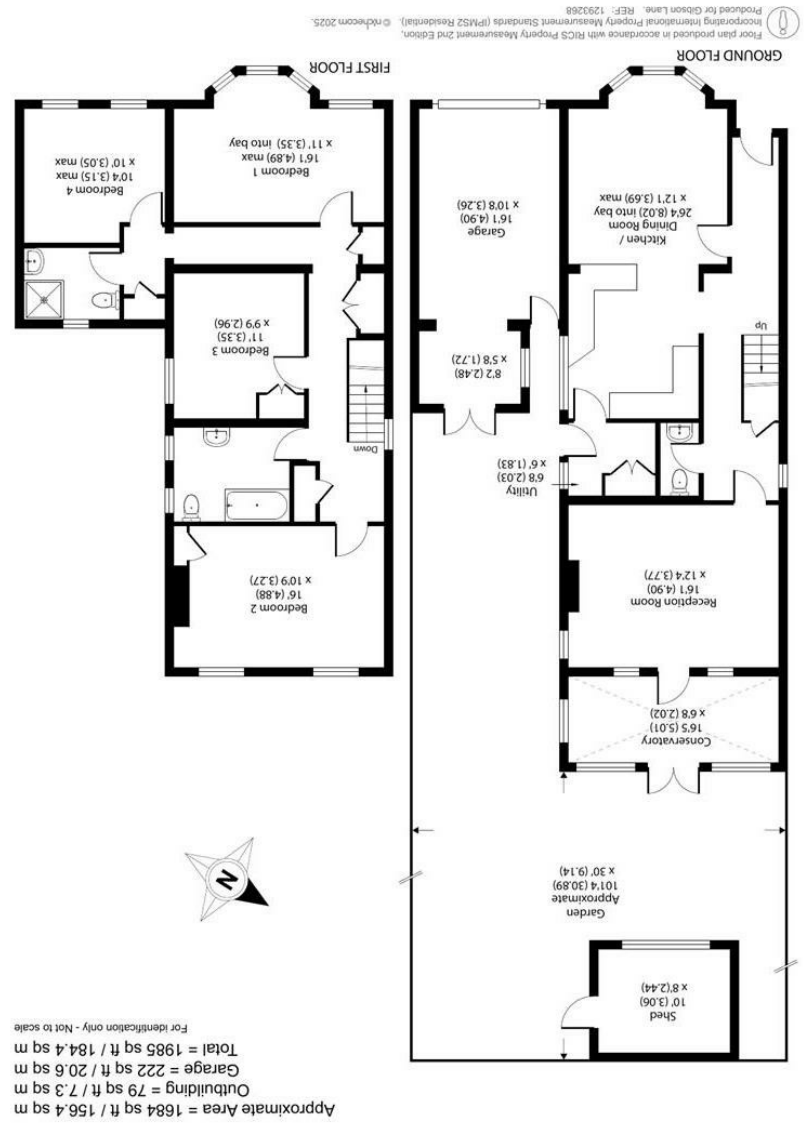 Approximate Area = 1684 sq ft / 156.4 sq m
Outbuilding = 79 sq ft / 7.3 sq m
Garage = 222 sq ft / 20.6 sq m
Total = 1985 sq ft / 184.4 sq m
For identification only - Not to scale
Shed
10' (3.06)
x 8' (2.44)
Garden
Approximate
101'4 (30.89)
x 30' (9.14)
N
Conservatory
16'5 (5.01)
x 6'8 (2.02)
Reception Room
16'1 (4.90)
x 12'4 (3.77)
Utility
6'8 (2.03)
x 6' (1.83)
Up
8'2 (2.48)
x 5'8 (1.72)
Kitchen /
Dining Room
26'4 (8.02) into bay
x 12'1 (3.69) max
Garage
16'1 (4.90)
x 10'8 (3.26)
GROUND FLOOR
Bedroom 2
16' (4.88)
x 10'9 (3.27)
Down
Bedroom 3
11' (3.35)
x 9'9 (2.96)
Bedroom 1
16'1 (4.89) max
x 11' (3.35) into bay
Bedroom 4
10'4 (3.15) max
x 10' (3.05) max
FIRST FLOOR
Floor plan produced in accordance with RICS Property Measurement 2nd Edition,
Incorporating International Property Measurement Standards (IPMS2 Residential). © nichecom 2025.
Produced for Gibson Lane. REF: 1293268